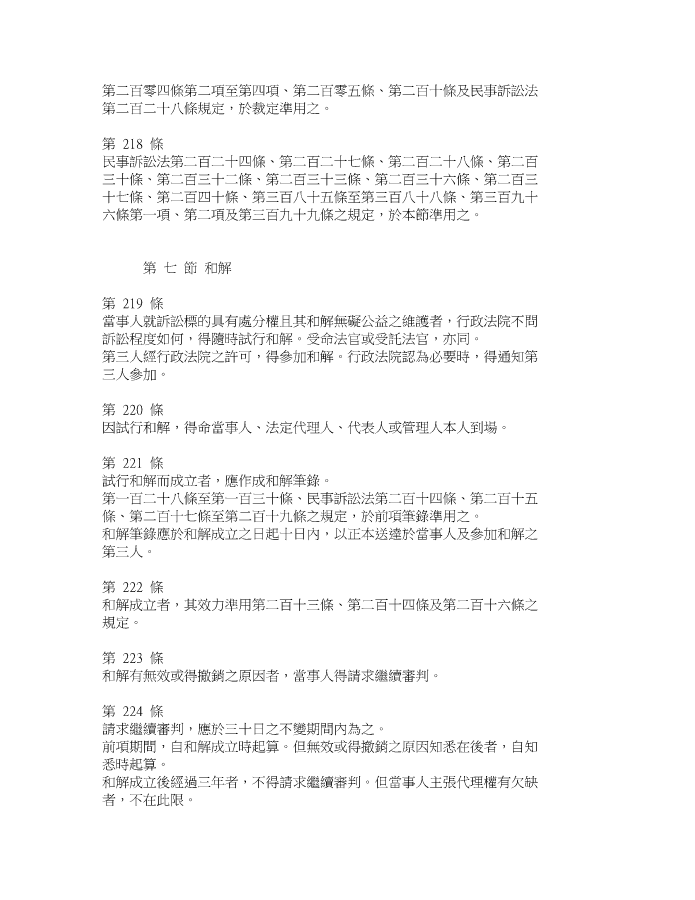 第二百零四條第二項至第四項、第二百零五條、第二百十條及民事訴訟法
第二百二十八條規定，於裁定準用之。
第 218 條
民事訴訟法第二百二十四條、第二百二十七條、第二百二十八條、第二百
三十條、第二百三十二條、第二百三十三條、第二百三十六條、第二百三
十七條、第二百四十條、第三百八十五條至第三百八十八條、第三百九十
六條第一項、第二項及第三百九十九條之規定，於本節準用之。
第 七 節 和解
第 219 條
當事人就訴訟標的具有處分權且其和解無礙公益之維護者，行政法院不問
訴訟程度如何，得隨時試行和解。受命法官或受託法官，亦同。
第三人經行政法院之許可，得參加和解。行政法院認為必要時，得通知第
三人參加。
第 220 條
因試行和解，得命當事人、法定代理人、代表人或管理人本人到場。
第 221 條
試行和解而成立者，應作成和解筆錄。
第一百二十八條至第一百三十條、民事訴訟法第二百十四條、第二百十五
條、第二百十七條至第二百十九條之規定，於前項筆錄準用之。
和解筆錄應於和解成立之日起十日內，以正本送達於當事人及參加和解之
第三人。
第 222 條
和解成立者，其效力準用第二百十三條、第二百十四條及第二百十六條之
規定。
第 223 條
和解有無效或得撤銷之原因者，當事人得請求繼續審判。
第 224 條
請求繼續審判，應於三十日之不變期間內為之。
前項期間，自和解成立時起算。但無效或得撤銷之原因知悉在後者，自知
悉時起算。
和解成立後經過三年者，不得請求繼續審判。但當事人主張代理權有欠缺
者，不在此限。